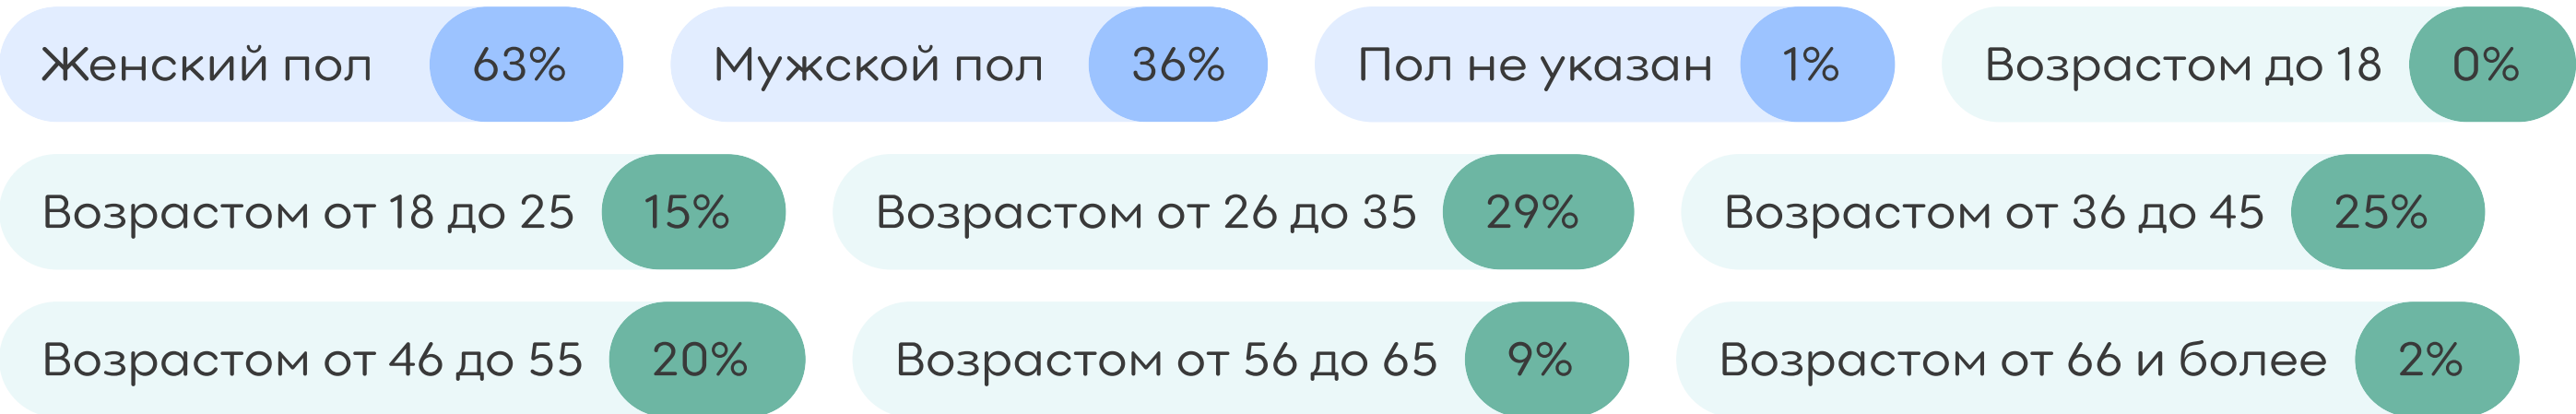 Женский пол 63% Мужской пол 36% Пол не указан 1% Возрастом до 18 0%
Возрастом от 18 до 25 15% Возрастом от 26 до 35 29% Возрастом от 36 до 45 25%
Возрастом от 46 до 55 20% Возрастом от 56 до 65 9% Возрастом от 66 и более 2%